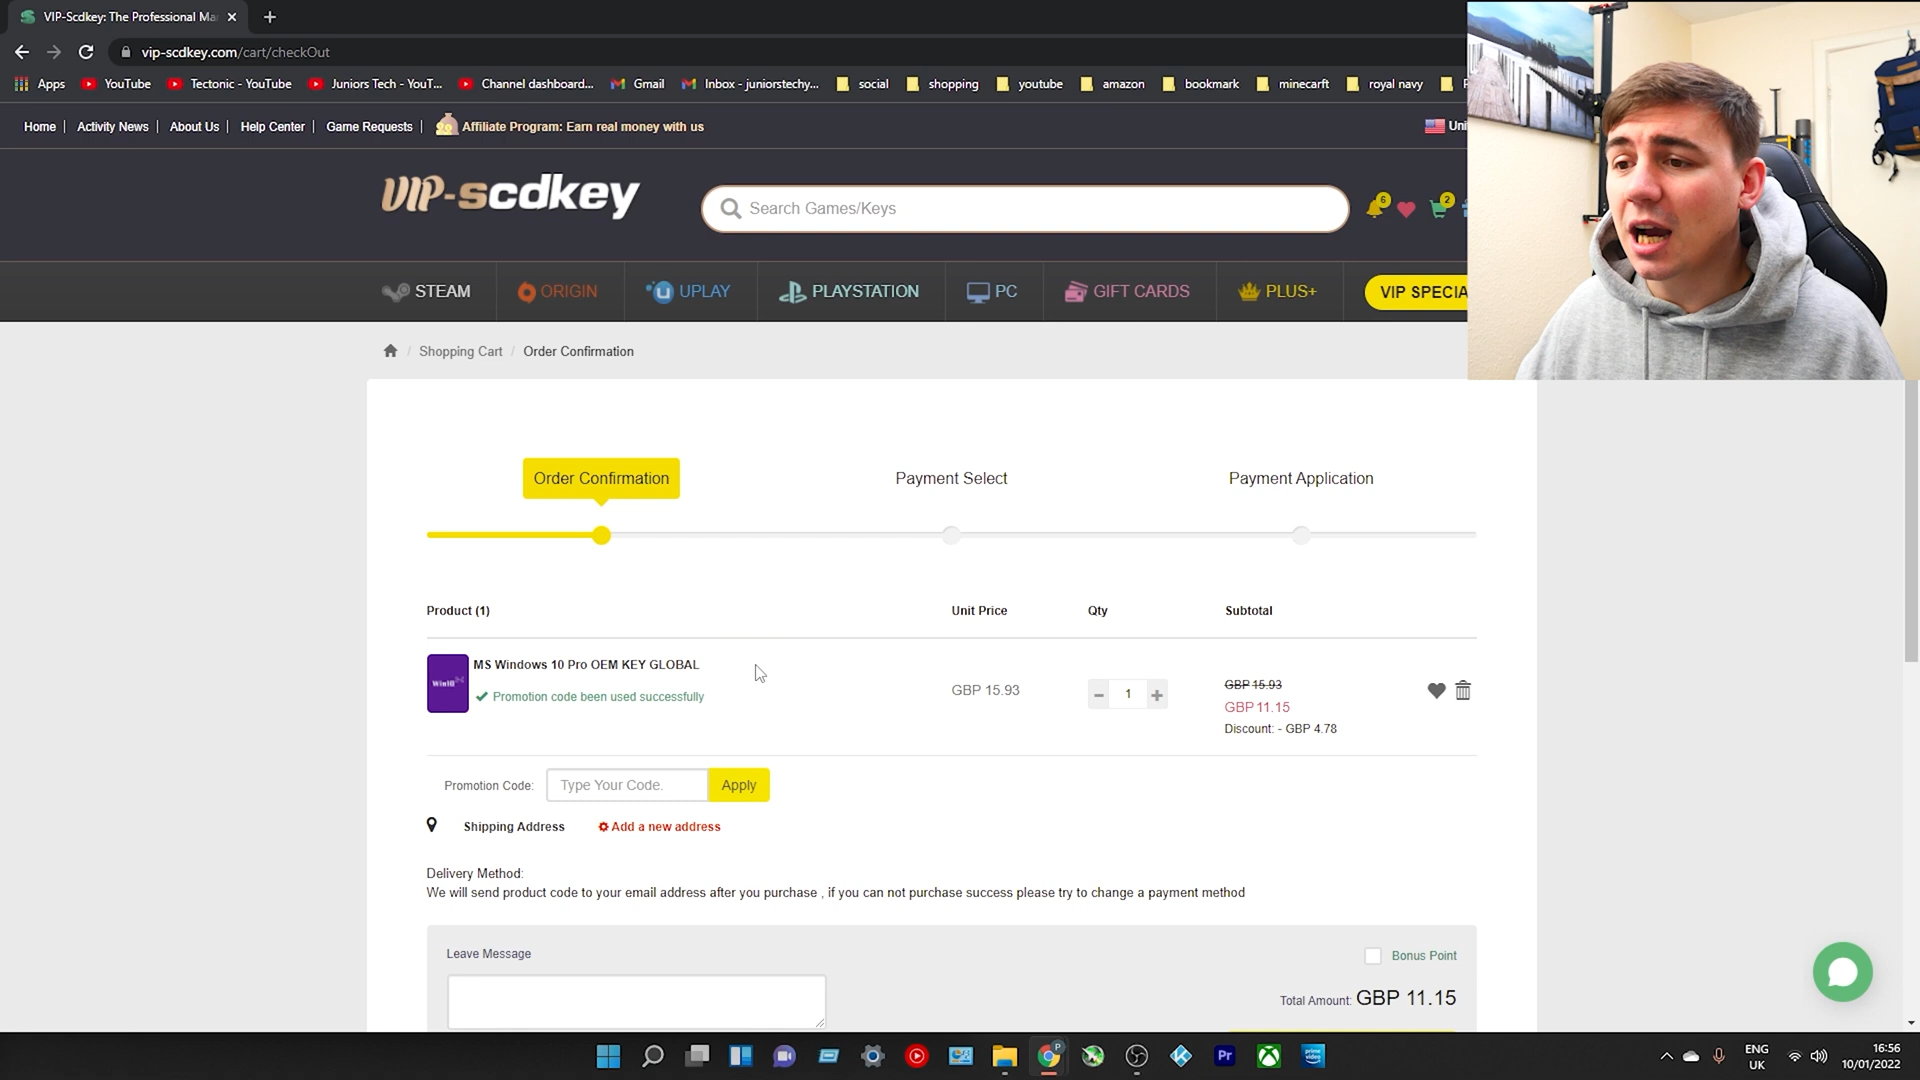 VIP-Scdkey: The Professional Ma
vip-scdkey.com/cart/checkOut
Apps YouTube Tectonic - YouTube Juniors Tech - YouT... Channel dashboard... Gmail Inbox - juniorstechy... social shopping youtube amazon bookmark minecarft royal navy
Home | Activity News | About Us | Help Center | Game Requests | Affiliate Program: Earn real money with us Uni
VIP-scdkey
Search Games/Keys
6
2
STEAM ORIGIN UPLAY PLAYSTATION PC GIFT CARDS PLUS+ VIP SPECIA
/ Shopping Cart / Order Confirmation
Order Confirmation Payment Select Payment Application
Product (1) Unit Price Qty Subtotal
MS Windows 10 Pro OEM KEY GLOBAL
Win10
Promotion code been used successfully
GBP 15.93
1
GBP 15.93
GBP 11.15
Discount: - GBP 4.78
Promotion Code: Type Your Code. Apply
Shipping Address Add a new address
Delivery Method:
We will send product code to your email address after you purchase , if you can not purchase success please try to change a payment method
Leave Message
Bonus Point
Total Amount: GBP 11.15
P
Pr
prime video
ENG
UK
16:56
10/01/2022